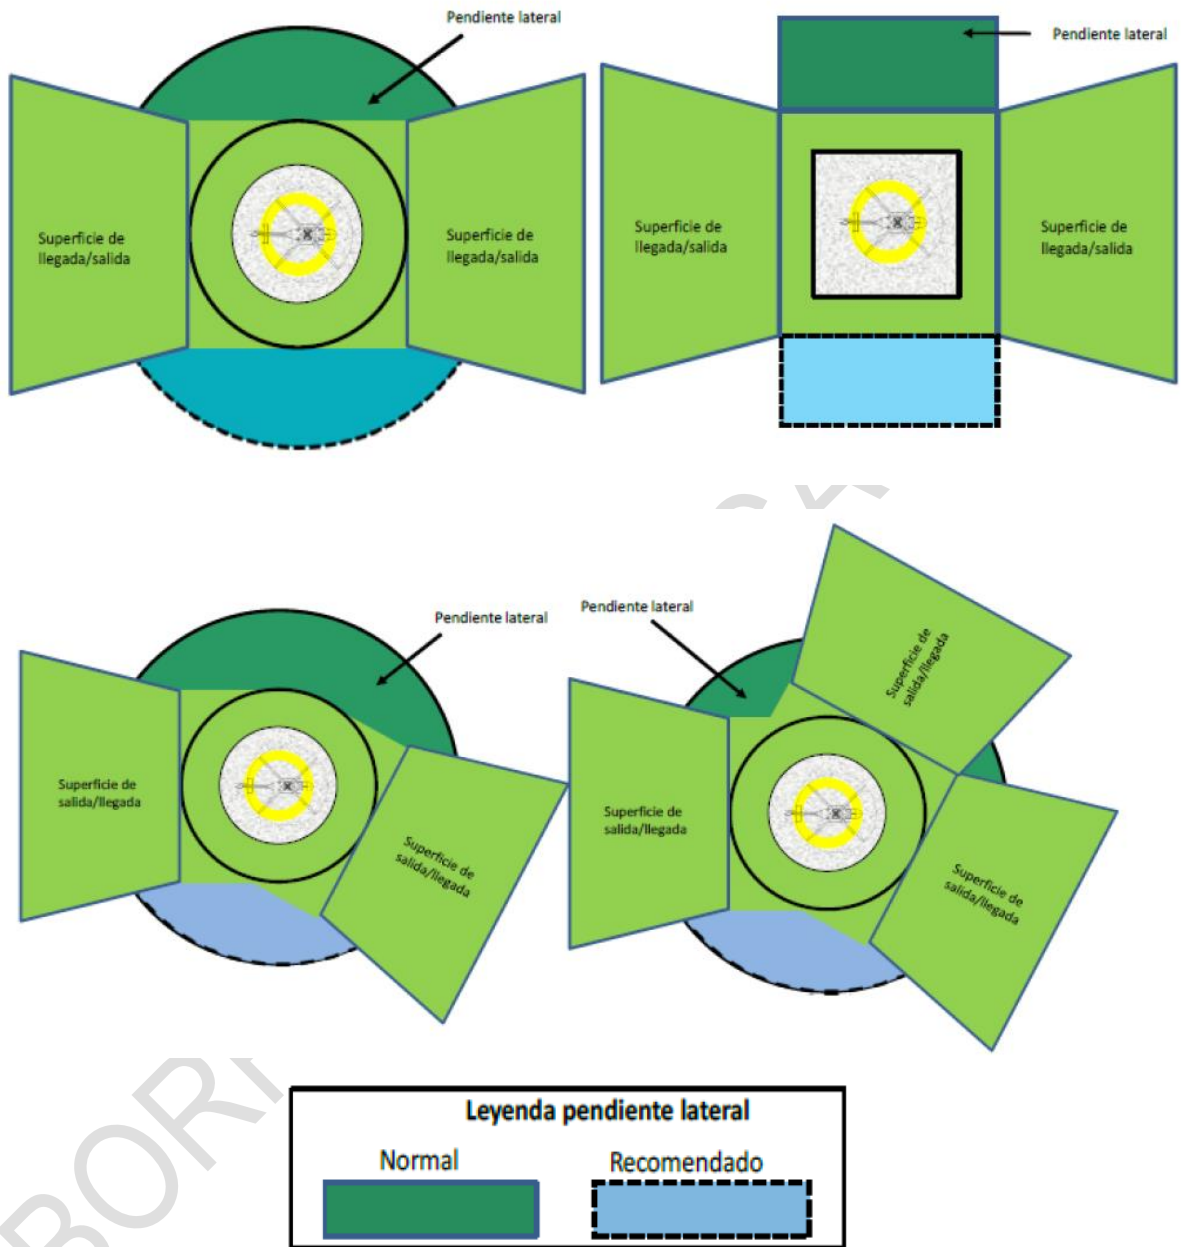 Pendiente lateral
Pendiente lateral
Superficie de
llegada/salida
Superficie de
llegada/salida
Superficie de
llegada/salida
Superficie de
llegada/salida
Pendiente lateral
Pendiente lateral
Superficie de
salida/llegada
Superficie de
salida/llegada
Superficie de
salida/llegada
Superficie de
salida/llegada
Superficie de
salida/llegada
Leyenda pendiente lateral
Normal
Recomendado